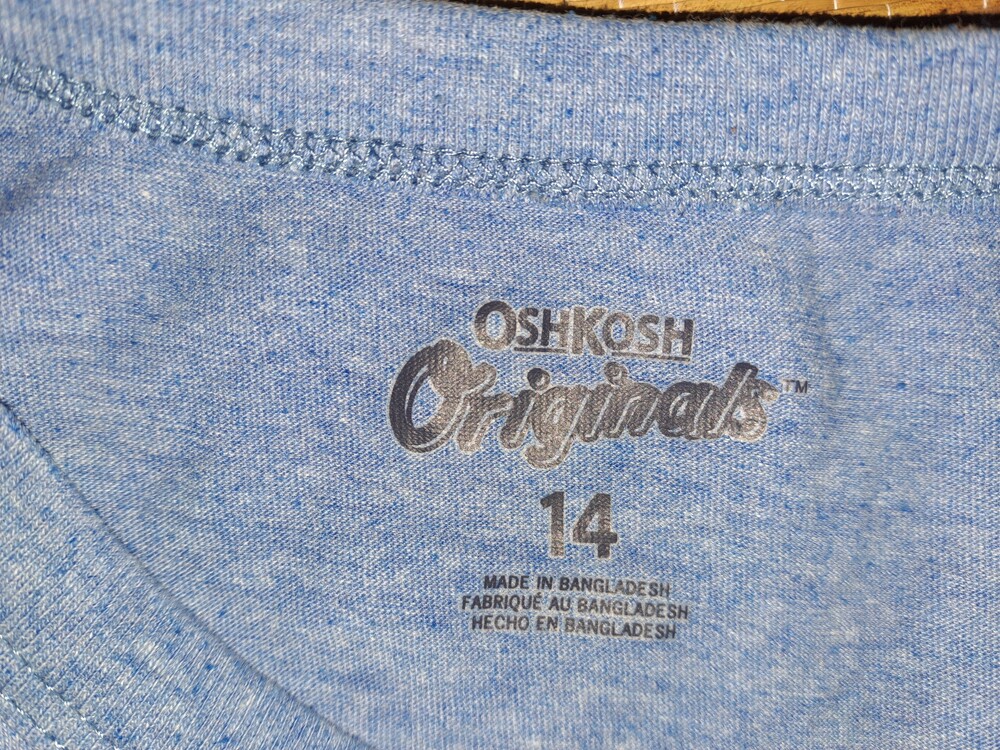 OSHKOSH
Originals™
14
MADE IN BANGLADESH
FABRIQUÉ AU BANGLADESH
HECHO EN BANGLADESH